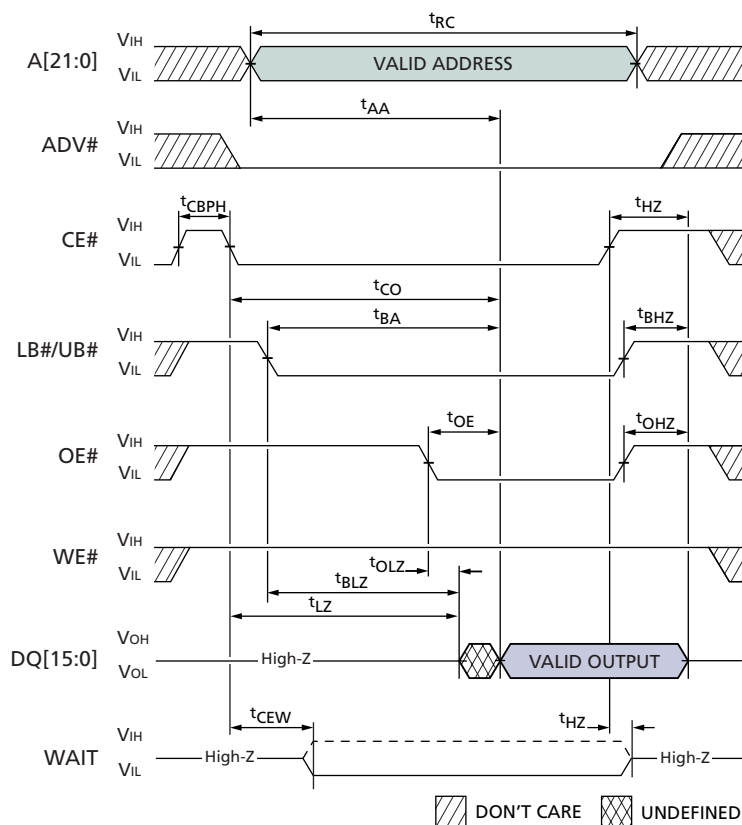 tRC
A[21:0]
VIH
VIL
VALID ADDRESS
tAA
ADV#
VIH
VIL
tCBPH
tHZ
CE#
VIH
VIL
tCO
tBA
tBHZ
LB#/UB#
VIH
VIL
tOE
tOHZ
OE#
VIH
VIL
WE#
VIH
VIL
tOLZ
tBLZ
tLZ
DQ[15:0]
VOH
VOL
High-Z
VALID OUTPUT
tCEW
tHZ
WAIT
VIH
VIL
High-Z
High-Z
DON'T CARE
UNDEFINED